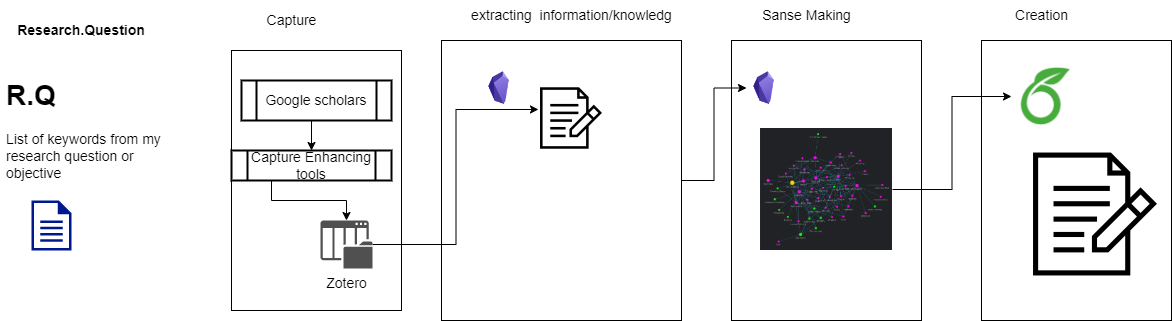 Research.Question
R.Q
List of keywords from my
research question or
objective
Capture
Google scholars
Capture Enhancing
tools
Zotero
extracting information/knowledg
Sanse Making
Creation